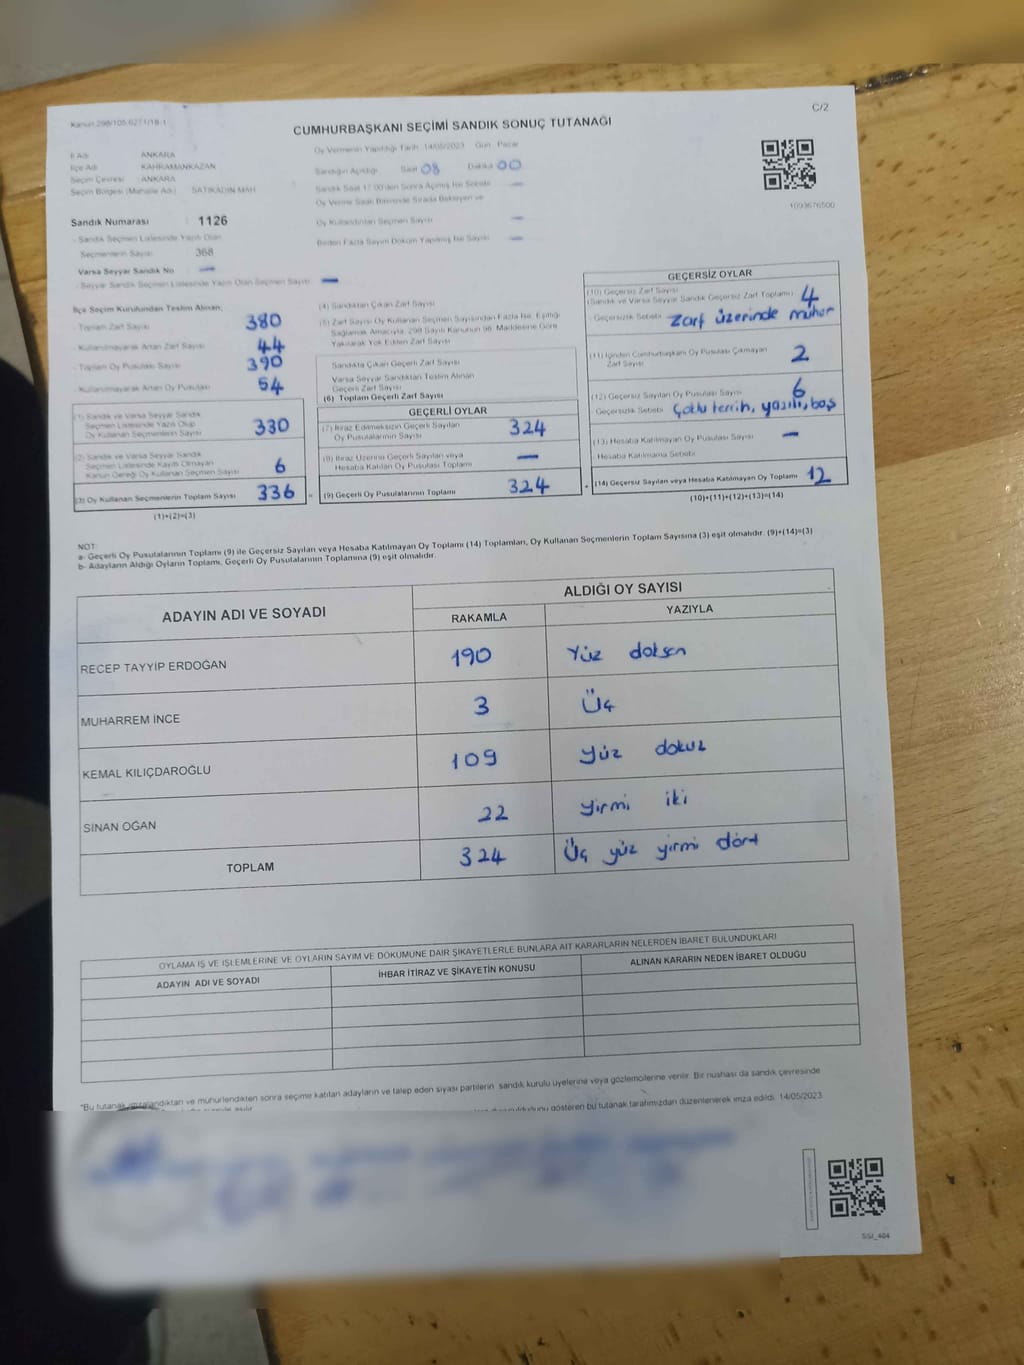 Kanun 298/105 6271/18-1
C/2
CUMHURBAŞKANI SEÇİMİ SANDIK SONUÇ TUTANAĞI
İl Adı ANKARA
İlçe Adı KAHRAMANKAZAN
Seçim Çevresi ANKARA
Seçim Bölgesi (Mahalle Adı) SATIKADIN MAH
Oy Vermenin Yapıldığı Tarih 14/05/2023 Gün Pazar
Sandığın Açıldığı Saat 08 Dakika 00
Sandık Saat 17:00'den Sonra Açılmış İse Sebebi —
Oy Verme Saati Bitiminde Sırada Bekleyen ve
Oy Kullandırılan Seçmen Sayısı —
Birden Fazla Sayım Döküm Yapılmış İse Sayısı —
1093676500
Sandık Numarası 1126
- Sandık Seçmen Listesinde Yazılı Olan
Seçmenlerin Sayısı 368
Varsa Seyyar Sandık No —
- Seyyar Sandık Seçmen Listesinde Yazılı Olan Seçmen Sayısı —
İlçe Seçim Kurulundan Teslim Alınan;
- Toplam Zarf Sayısı 380
- Kullanılmayarak Artan Zarf Sayısı 44
- Toplam Oy Pusulası Sayısı 390
- Kullanılmayarak Artan Oy Pusulası 54
(1) Sandık ve Varsa Seyyar Sandık
Seçmen Listesinde Yazılı Olup
Oy Kullanan Seçmenlerin Sayısı 330
(2) Sandık ve Varsa Seyyar Sandık
Seçmen Listesinde Kayıtlı Olmayan
Kanun Gereği Oy Kullanan Seçmen Sayısı 6
(3) Oy Kullanan Seçmenlerin Toplam Sayısı 336 =
(1)+(2)=(3)
(4) Sandıktan Çıkan Zarf Sayısı
(5) Zarf Sayısı Oy Kullanan Seçmen Sayısından Fazla İse, Eşitliği
Sağlamak Amacıyla, 298 Sayılı Kanunun 98. Maddesine Göre
Yakılarak Yok Edilen Zarf Sayısı
Sandıkta Çıkan Geçerli Zarf Sayısı
Varsa Seyyar Sandıktan Teslim Alınan
Geçerli Zarf Sayısı
(6) Toplam Geçerli Zarf Sayısı
GEÇERLİ OYLAR
(7) İtiraz Edilmeksizin Geçerli Sayılan
Oy Pusulalarının Sayısı 324
(8) İtiraz Üzerine Geçerli Sayılan veya
Hesaba Katılan Oy Pusulası Toplamı —
(9) Geçerli Oy Pusulalarının Toplamı 324 +
GEÇERSİZ OYLAR
(10) Geçersiz Zarf Sayısı
(Sandık ve Varsa Seyyar Sandık Geçersiz Zarf Toplamı) 4
- Geçersizlik Sebebi Zarf üzerinde mühür
(11) İçinden Cumhurbaşkanı Oy Pusulası Çıkmayan
Zarf Sayısı 2
(12) Geçersiz Sayılan Oy Pusulası Sayısı 6
Geçersizlik Sebebi Çoklu tercih, yazılı, boş
(13) Hesaba Katılmayan Oy Pusulası Sayısı —
Hesaba Katılmama Sebebi
(14) Geçersiz Sayılan veya Hesaba Katılmayan Oy Toplamı 12
(10)+(11)+(12)+(13)=(14)
NOT:
a- Geçerli Oy Pusulalarının Toplamı (9) ile Geçersiz Sayılan veya Hesaba Katılmayan Oy Toplamı (14) Toplamları, Oy Kullanan Seçmenlerin Toplam Sayısına (3) eşit olmalıdır. (9)+(14)=(3)
b- Adayların Aldığı Oyların Toplamı, Geçerli Oy Pusulalarının Toplamına (9) eşit olmalıdır.
ADAYIN ADI VE SOYADI
ALDIĞI OY SAYISI
RAKAMLA YAZIYLA
RECEP TAYYİP ERDOĞAN 190 Yüz doksan
MUHARREM İNCE 3 Üç
KEMAL KILIÇDAROĞLU 109 yüz dokuz
SİNAN OĞAN 22 yirmi iki
TOPLAM 324 Üç yüz yirmi dört
OYLAMA İŞ VE İŞLEMLERİNE VE OYLARIN SAYIM VE DÖKÜMÜNE DAİR ŞİKAYETLERLE BUNLARA AİT KARARLARIN NELERDEN İBARET BULUNDUKLARI
ADAYIN ADI VE SOYADI İHBAR İTİRAZ VE ŞİKAYETİN KONUSU ALINAN KARARIN NEDEN İBARET OLDUĞU
"Bu tutanak imzalandıktan ve mühürlendikten sonra seçime katılan adayların ve talep eden siyasi partilerin sandık kurulu üyelerine veya gözlemcilerine verilir. Bir nüshası da sandık çevresinde
gösteren bu tutanak tarafımızdan düzenlenerek imza edildi. 14/05/2023
SSI_404